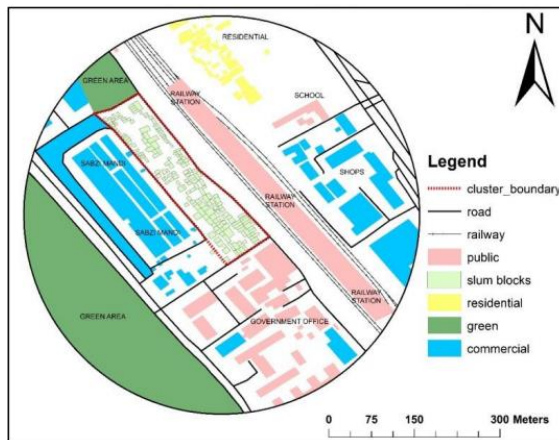 N
RESIDENTIAL
GREEN AREA
RAILWAY
STATION
SCHOOL
SABZI MANDI
SHOPS
RAILWAY
STATION
SABZI MANDI
RAILWAY
STATION
GREEN AREA
GOVERNMENT OFFICE
Legend
cluster_boundary
road
railway
public
slum blocks
residential
green
commercial
0 75 150 300 Meters